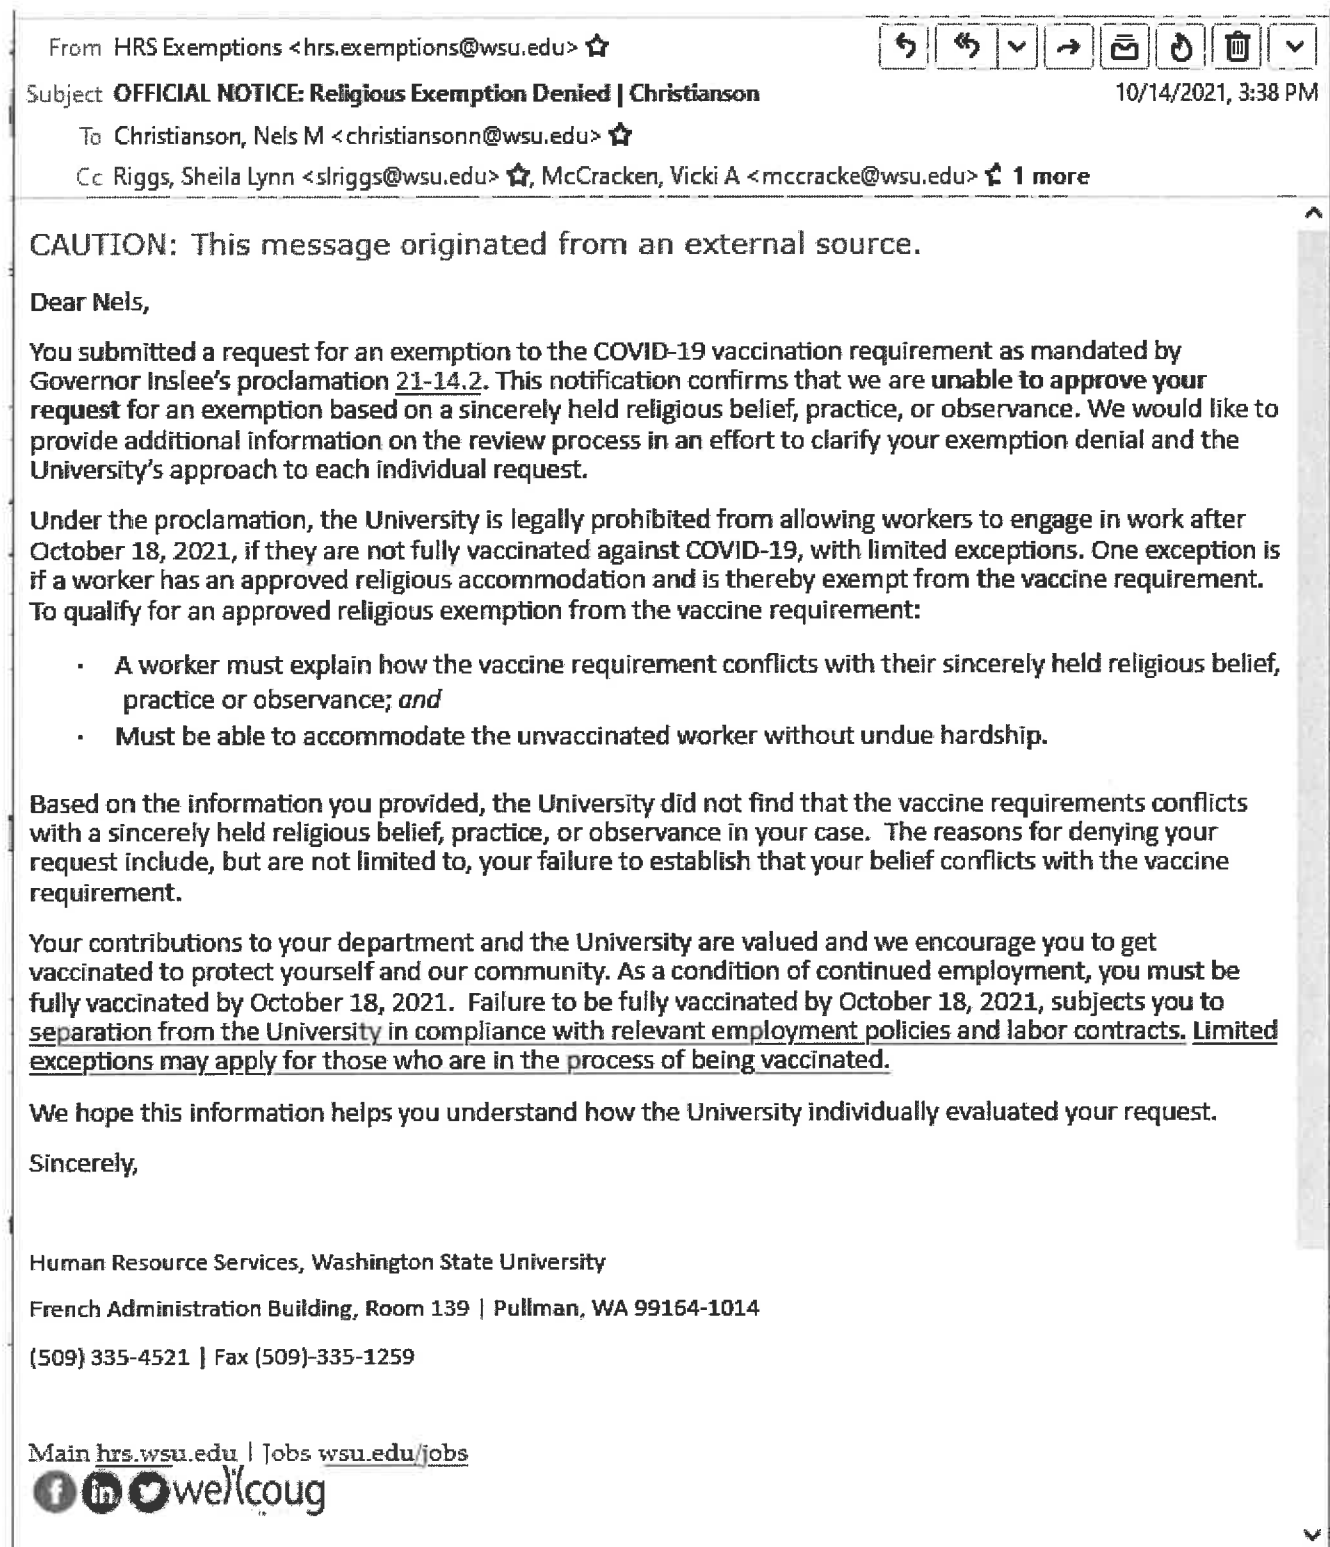 From HRS Exemptions <hrs.exemptions@wsu.edu>
Subject OFFICIAL NOTICE: Religious Exemption Denied | Christianson 10/14/2021, 3:38 PM
To Christianson, Nels M <christiansonn@wsu.edu>
Cc Riggs, Sheila Lynn <slriggs@wsu.edu>, McCracken, Vicki A <mccracke@wsu.edu> 1 more
CAUTION: This message originated from an external source.
Dear Nels,
You submitted a request for an exemption to the COVID-19 vaccination requirement as mandated by
Governor Inslee's proclamation 21-14.2. This notification confirms that we are unable to approve your
request for an exemption based on a sincerely held religious belief, practice, or observance. We would like to
provide additional information on the review process in an effort to clarify your exemption denial and the
University's approach to each individual request.
Under the proclamation, the University is legally prohibited from allowing workers to engage in work after
October 18, 2021, if they are not fully vaccinated against COVID-19, with limited exceptions. One exception is
if a worker has an approved religious accommodation and is thereby exempt from the vaccine requirement.
To qualify for an approved religious exemption from the vaccine requirement:
· A worker must explain how the vaccine requirement conflicts with their sincerely held religious belief,
practice or observance; and
· Must be able to accommodate the unvaccinated worker without undue hardship.
Based on the information you provided, the University did not find that the vaccine requirements conflicts
with a sincerely held religious belief, practice, or observance in your case. The reasons for denying your
request include, but are not limited to, your failure to establish that your belief conflicts with the vaccine
requirement.
Your contributions to your department and the University are valued and we encourage you to get
vaccinated to protect yourself and our community. As a condition of continued employment, you must be
fully vaccinated by October 18, 2021. Failure to be fully vaccinated by October 18, 2021, subjects you to
separation from the University in compliance with relevant employment policies and labor contracts. Limited
exceptions may apply for those who are in the process of being vaccinated.
We hope this information helps you understand how the University individually evaluated your request.
Sincerely,
Human Resource Services, Washington State University
French Administration Building, Room 139 | Pullman, WA 99164-1014
(509) 335-4521 | Fax (509)-335-1259
Main hrs.wsu.edu | Jobs wsu.edu/jobs
well coug